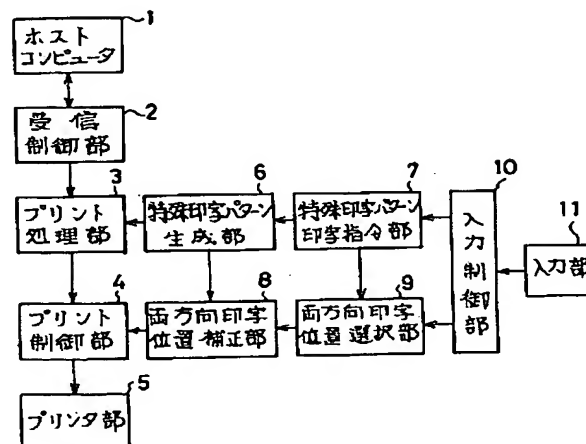 1
ホスト
コンピュータ
2
受信
制御部
3
プリント
処理部
6
特殊印字パターン
生成部
7
特殊印字パターン
印字指令部
10
入力制御部
11
入力部
4
プリント
制御部
8
両方向印字
位置補正部
9
両方向印字
位置選択部
5
プリンタ部